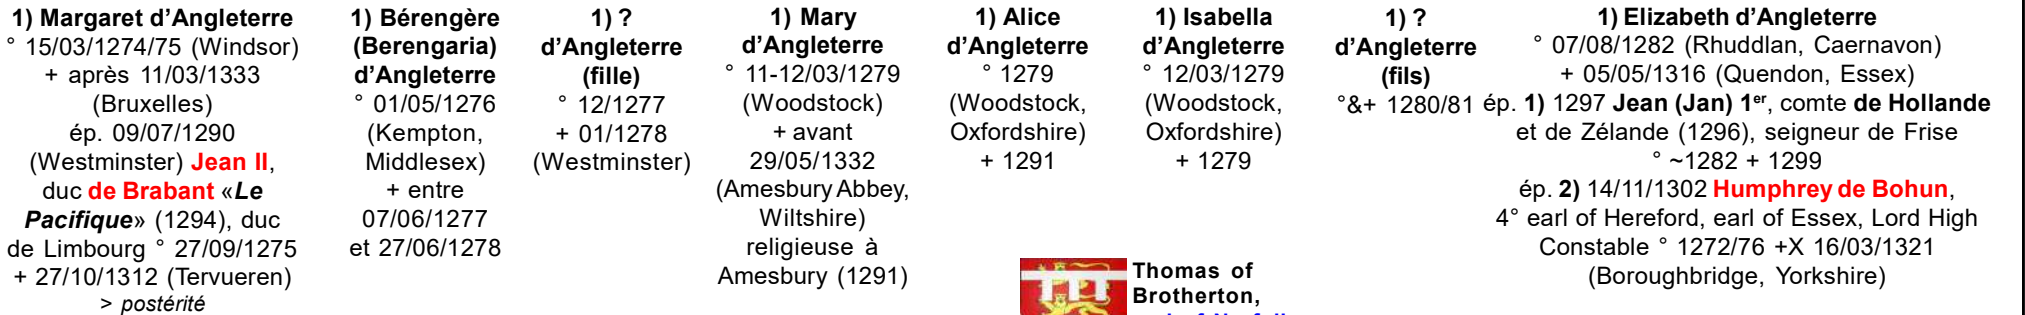 1) Margaret d’Angleterre
° 15/03/1274/75 (Windsor)
+ après 11/03/1333
(Bruxelles)
ép. 09/07/1290
(Westminster) Jean II,
duc de Brabant «Le
Pacifique» (1294), duc
de Limbourg ° 27/09/1275
+ 27/10/1312 (Tervueren)
> postérité
1) Bérengère
(Berengaria)
d’Angleterre
° 01/05/1276
(Kempton,
Middlesex)
+ entre
07/06/1277
et 27/06/1278
1) ?
d’Angleterre
(fille)
° 12/1277
+ 01/1278
(Westminster)
1) Mary
d’Angleterre
° 11-12/03/1279
(Woodstock)
+ avant
29/05/1332
(Amesbury Abbey,
Wiltshire)
religieuse à
Amesbury (1291)
1) Alice
d’Angleterre
° 1279
(Woodstock,
Oxfordshire)
+ 1291
1) Isabella
d’Angleterre
° 12/03/1279
(Woodstock,
Oxfordshire)
+ 1279
1) ?
d’Angleterre
(fils)
°&+ 1280/81
1) Elizabeth d’Angleterre
° 07/08/1282 (Rhuddlan, Caernavon)
+ 05/05/1316 (Quendon, Essex)
ép. 1) 1297 Jean (Jan) 1er, comte de Hollande
et de Zélande (1296), seigneur de Frise
° ~1282 + 1299
ép. 2) 14/11/1302 Humphrey de Bohun,
4° earl of Hereford, earl of Essex, Lord High
Constable ° 1272/76 +X 16/03/1321
(Boroughbridge, Yorkshire)
Thomas of
Brotherton,